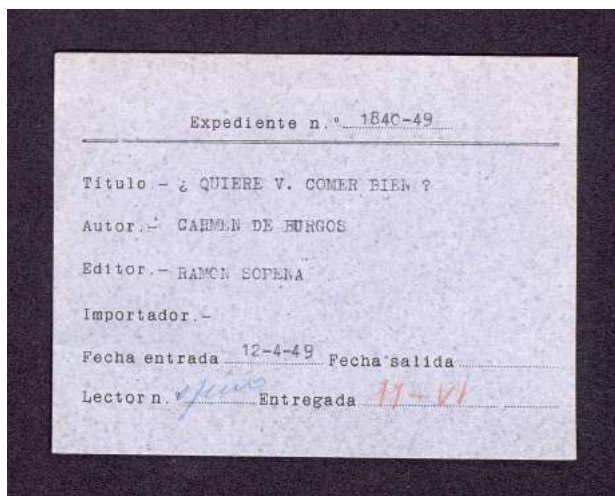 Expediente n.º 1840-49
Título.- ¿ QUIERE V. COMER BIEN ?
Autor.- CARMEN DE BURGOS
Editor.- RAMON SOPENA
Importador.-
Fecha entrada 12-4-49 Fecha salida
Lector n. Entregada 11-VI